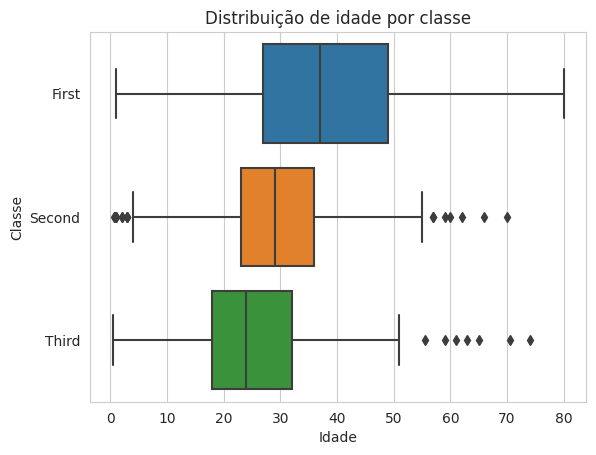 Distribuição de idade por classe
Classe
First
Second
Third
0 10 20 30 40 50 60 70 80
Idade